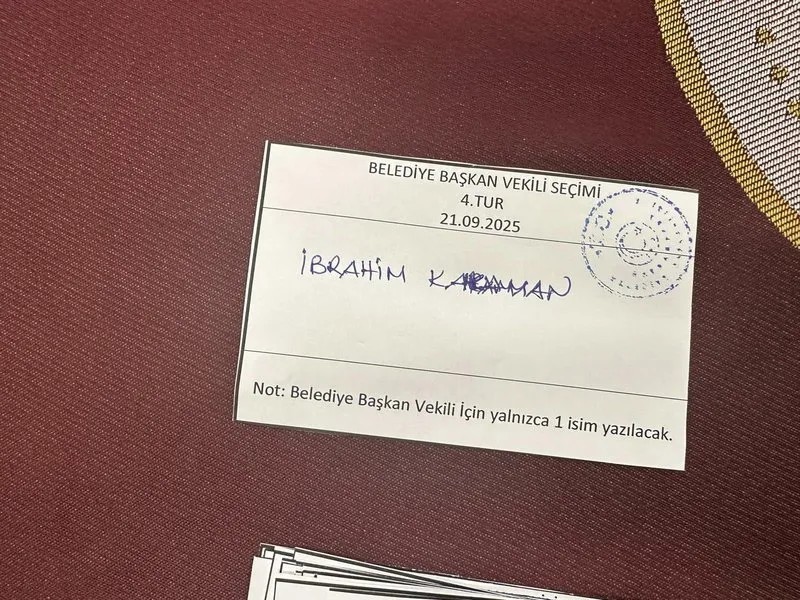 BELEDİYE BAŞKAN VEKİLİ SEÇİMİ
4.TUR
21.09.2025
İBRAHİM
Not: Belediye Başkan Vekili İçin yalnızca 1 isim yazılacak.